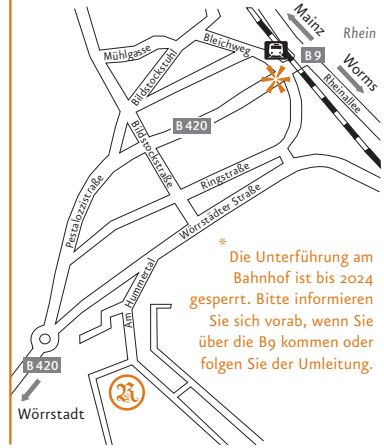 Mainz
Rhein
Bleichweg
Mühlgasse
B 9
Worms
Bildstockstuhl
Rheinallee
B 420
Bildstockstraße
Ringstraße
Pestalozzistraße
Wörrstädter Straße
*
Die Unterführung am
Bahnhof ist bis 2024
gesperrt. Bitte informieren
Sie sich vorab, wenn Sie
über die B9 kommen oder
folgen Sie der Umleitung.
Am Hummertal
B 420
R
Wörrstadt